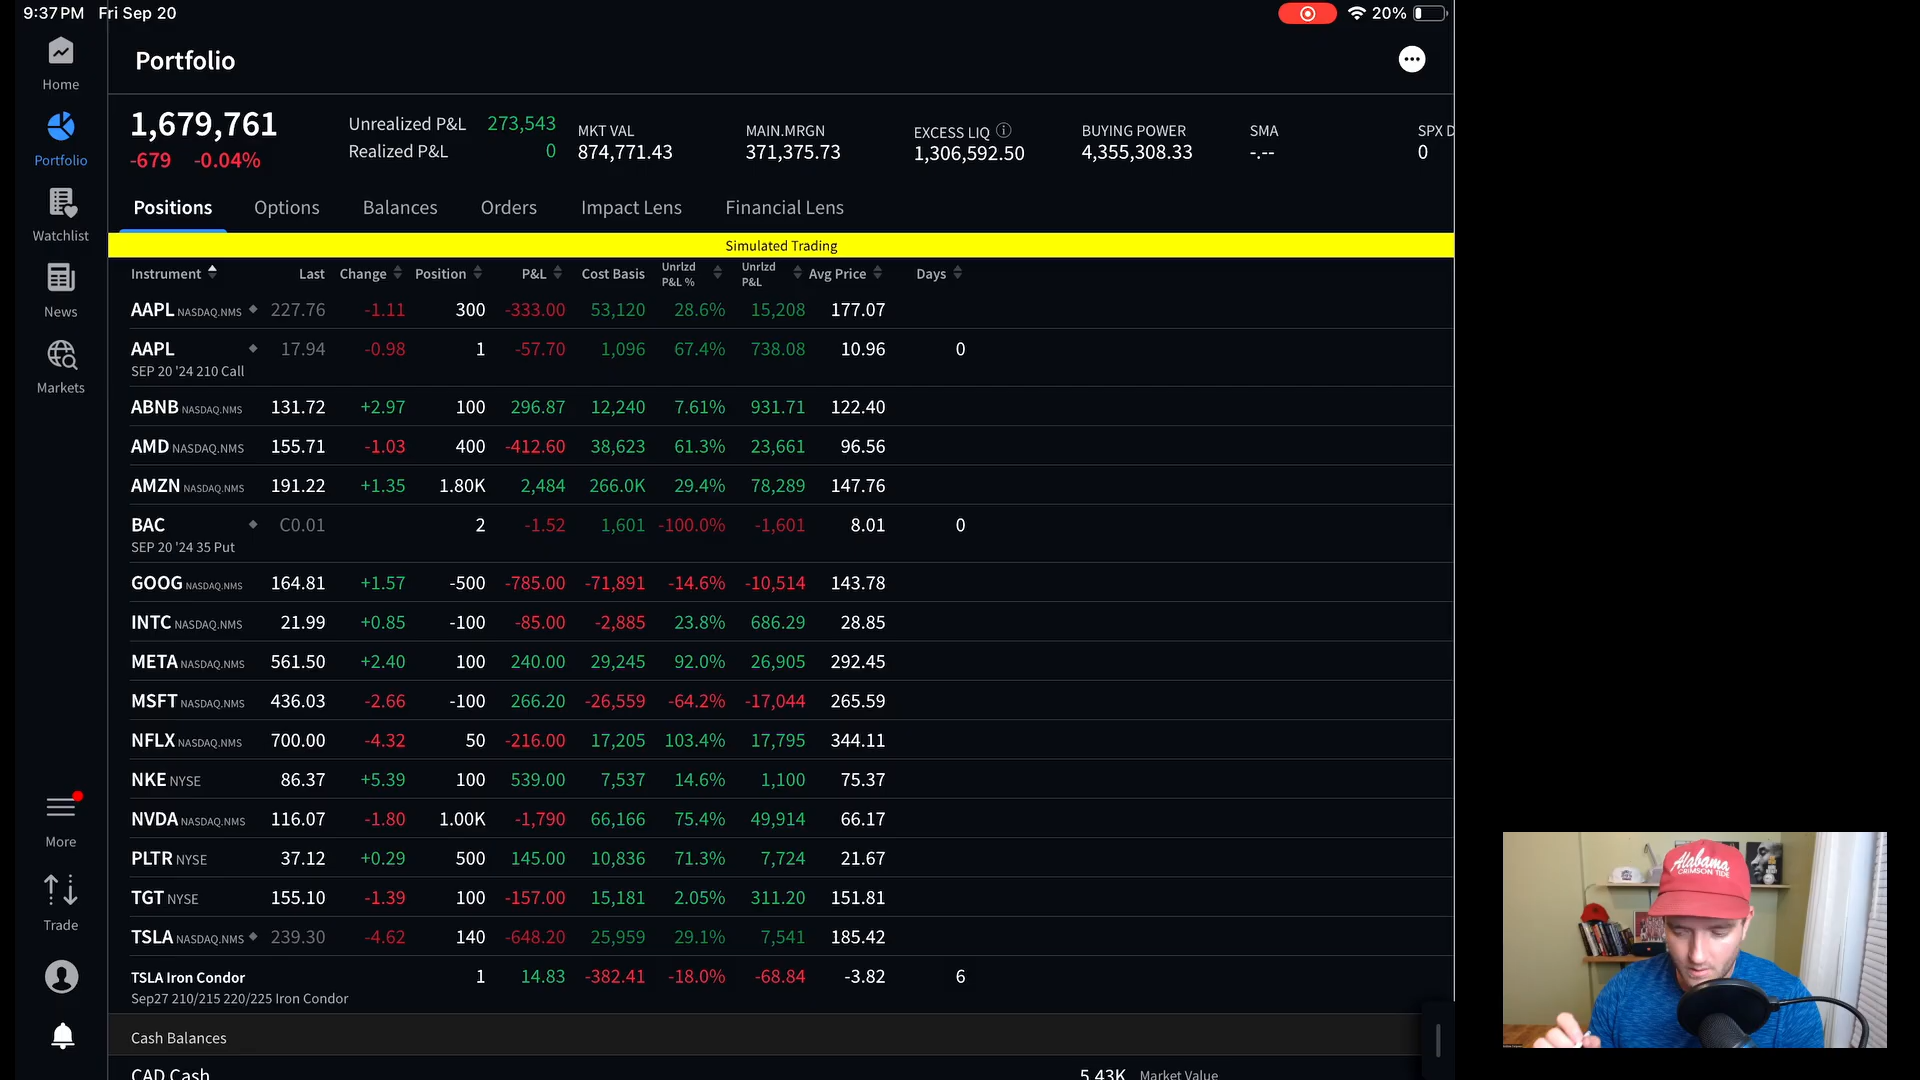 9:37 PM Fri Sep 20 20%
Home
Portfolio
Watchlist
News
Markets
More
Trade
Portfolio
1,679,761
-679 -0.04%
Unrealized P&L 273,543
Realized P&L 0
MKT VAL
874,771.43
MAIN.MRGN
371,375.73
EXCESS LIQ
1,306,592.50
BUYING POWER
4,355,308.33
SMA
-.--
SPX D
0
Positions Options Balances Orders Impact Lens Financial Lens
Simulated Trading
Instrument Last Change Position P&L Cost Basis Unrlzd P&L % Unrlzd P&L Avg Price Days
AAPL NASDAQ.NMS 227.76 -1.11 300 -333.00 53,120 28.6% 15,208 177.07
AAPL 17.94 -0.98 1 -57.70 1,096 67.4% 738.08 10.96 0
SEP 20 '24 210 Call
ABNB NASDAQ.NMS 131.72 +2.97 100 296.87 12,240 7.61% 931.71 122.40
AMD NASDAQ.NMS 155.71 -1.03 400 -412.60 38,623 61.3% 23,661 96.56
AMZN NASDAQ.NMS 191.22 +1.35 1.80K 2,484 266.0K 29.4% 78,289 147.76
BAC C0.01 2 -1.52 1,601 -100.0% -1,601 8.01 0
SEP 20 '24 35 Put
GOOG NASDAQ.NMS 164.81 +1.57 -500 -785.00 -71,891 -14.6% -10,514 143.78
INTC NASDAQ.NMS 21.99 +0.85 -100 -85.00 -2,885 23.8% 686.29 28.85
META NASDAQ.NMS 561.50 +2.40 100 240.00 29,245 92.0% 26,905 292.45
MSFT NASDAQ.NMS 436.03 -2.66 -100 266.20 -26,559 -64.2% -17,044 265.59
NFLX NASDAQ.NMS 700.00 -4.32 50 -216.00 17,205 103.4% 17,795 344.11
NKE NYSE 86.37 +5.39 100 539.00 7,537 14.6% 1,100 75.37
NVDA NASDAQ.NMS 116.07 -1.80 1.00K -1,790 66,166 75.4% 49,914 66.17
PLTR NYSE 37.12 +0.29 500 145.00 10,836 71.3% 7,724 21.67
TGT NYSE 155.10 -1.39 100 -157.00 15,181 2.05% 311.20 151.81
TSLA NASDAQ.NMS 239.30 -4.62 140 -648.20 25,959 29.1% 7,541 185.42
TSLA Iron Condor 1 14.83 -382.41 -18.0% -68.84 -3.82 6
Sep27 210/215 220/225 Iron Condor
Cash Balances
CAD Cash 5.43K Market Value
Alabama
CRIMSON TIDE